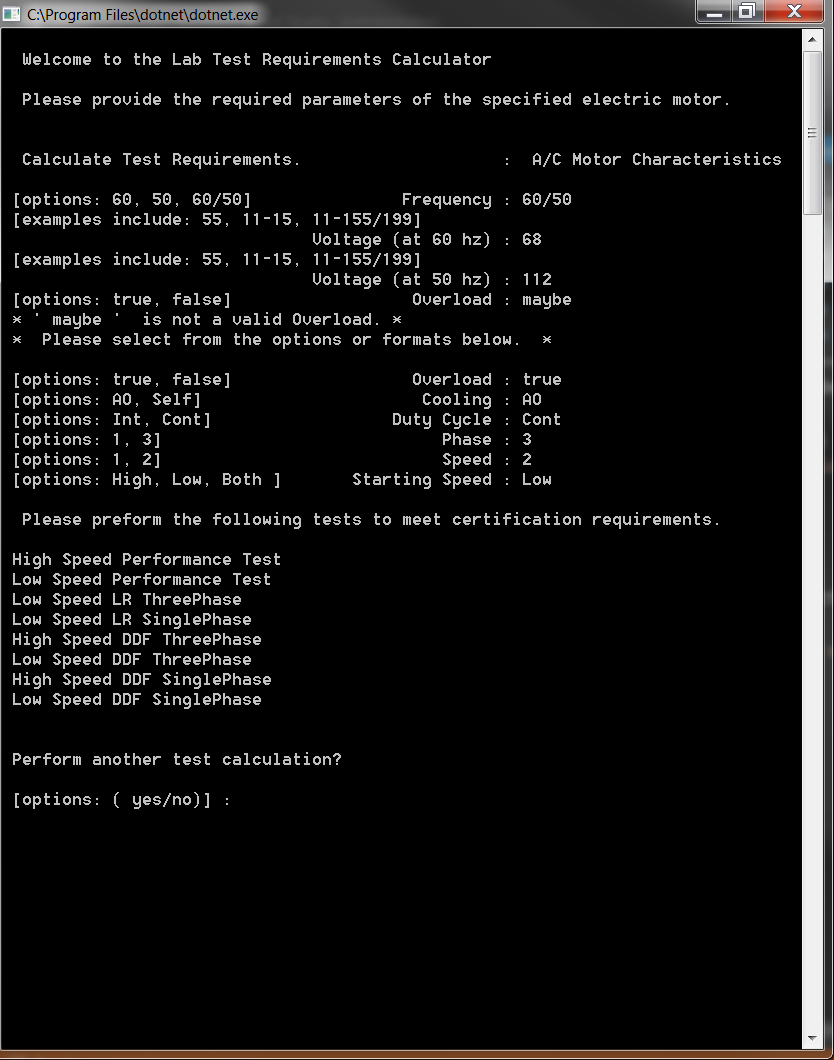 C:\Program Files\dotnet\dotnet.exe
Welcome to the Lab Test Requirements Calculator
Please provide the required parameters of the specified electric motor.
Calculate Test Requirements. : A/C Motor Characteristics
[options: 60, 50, 60/50] Frequency : 60/50
[examples include: 55, 11-15, 11-155/199]
Voltage (at 60 hz) : 68
[examples include: 55, 11-15, 11-155/199]
Voltage (at 50 hz) : 112
[options: true, false] Overload : maybe
* ' maybe '  is not a valid Overload. *
*  Please select from the options or formats below.  *
[options: true, false] Overload : true
[options: AO, Self] Cooling : AO
[options: Int, Cont] Duty Cycle : Cont
[options: 1, 3] Phase : 3
[options: 1, 2] Speed : 2
[options: High, Low, Both ] Starting Speed : Low
Please preform the following tests to meet certification requirements.
High Speed Performance Test
Low Speed Performance Test
Low Speed LR ThreePhase
Low Speed LR SinglePhase
High Speed DDF ThreePhase
Low Speed DDF ThreePhase
High Speed DDF SinglePhase
Low Speed DDF SinglePhase
Perform another test calculation?
[options: ( yes/no)] :